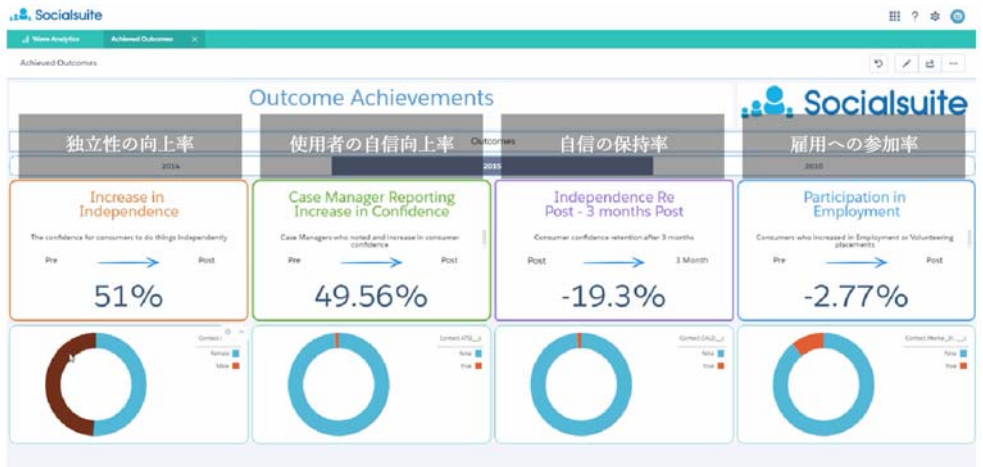 Socialsuite
?
Wave Analytics
Achieved Outcomes
Achieved Outcomes
Outcome Achievements
Socialsuite
独立性の向上率
使用者の自信向上率
Outcomes
自信の保持率
雇用への参加率
2014
2015
2016
Increase in
Independence
The confidence for consumers to do things independently
Pre
Post
51%
Case Manager Reporting
Increase in Confidence
Case Managers who noted and increase in consumer
confidence
Pre
Post
49.56%
Independence Re
Post - 3 months Post
Consumer confidence retention after 3 months
Post
3 Month
-19.3%
Participation in
Employment
Consumers who increased in Employment or Volunteering
placements
Pre
Post
-2.77%
Female
Male
false
true
false
true
false
true